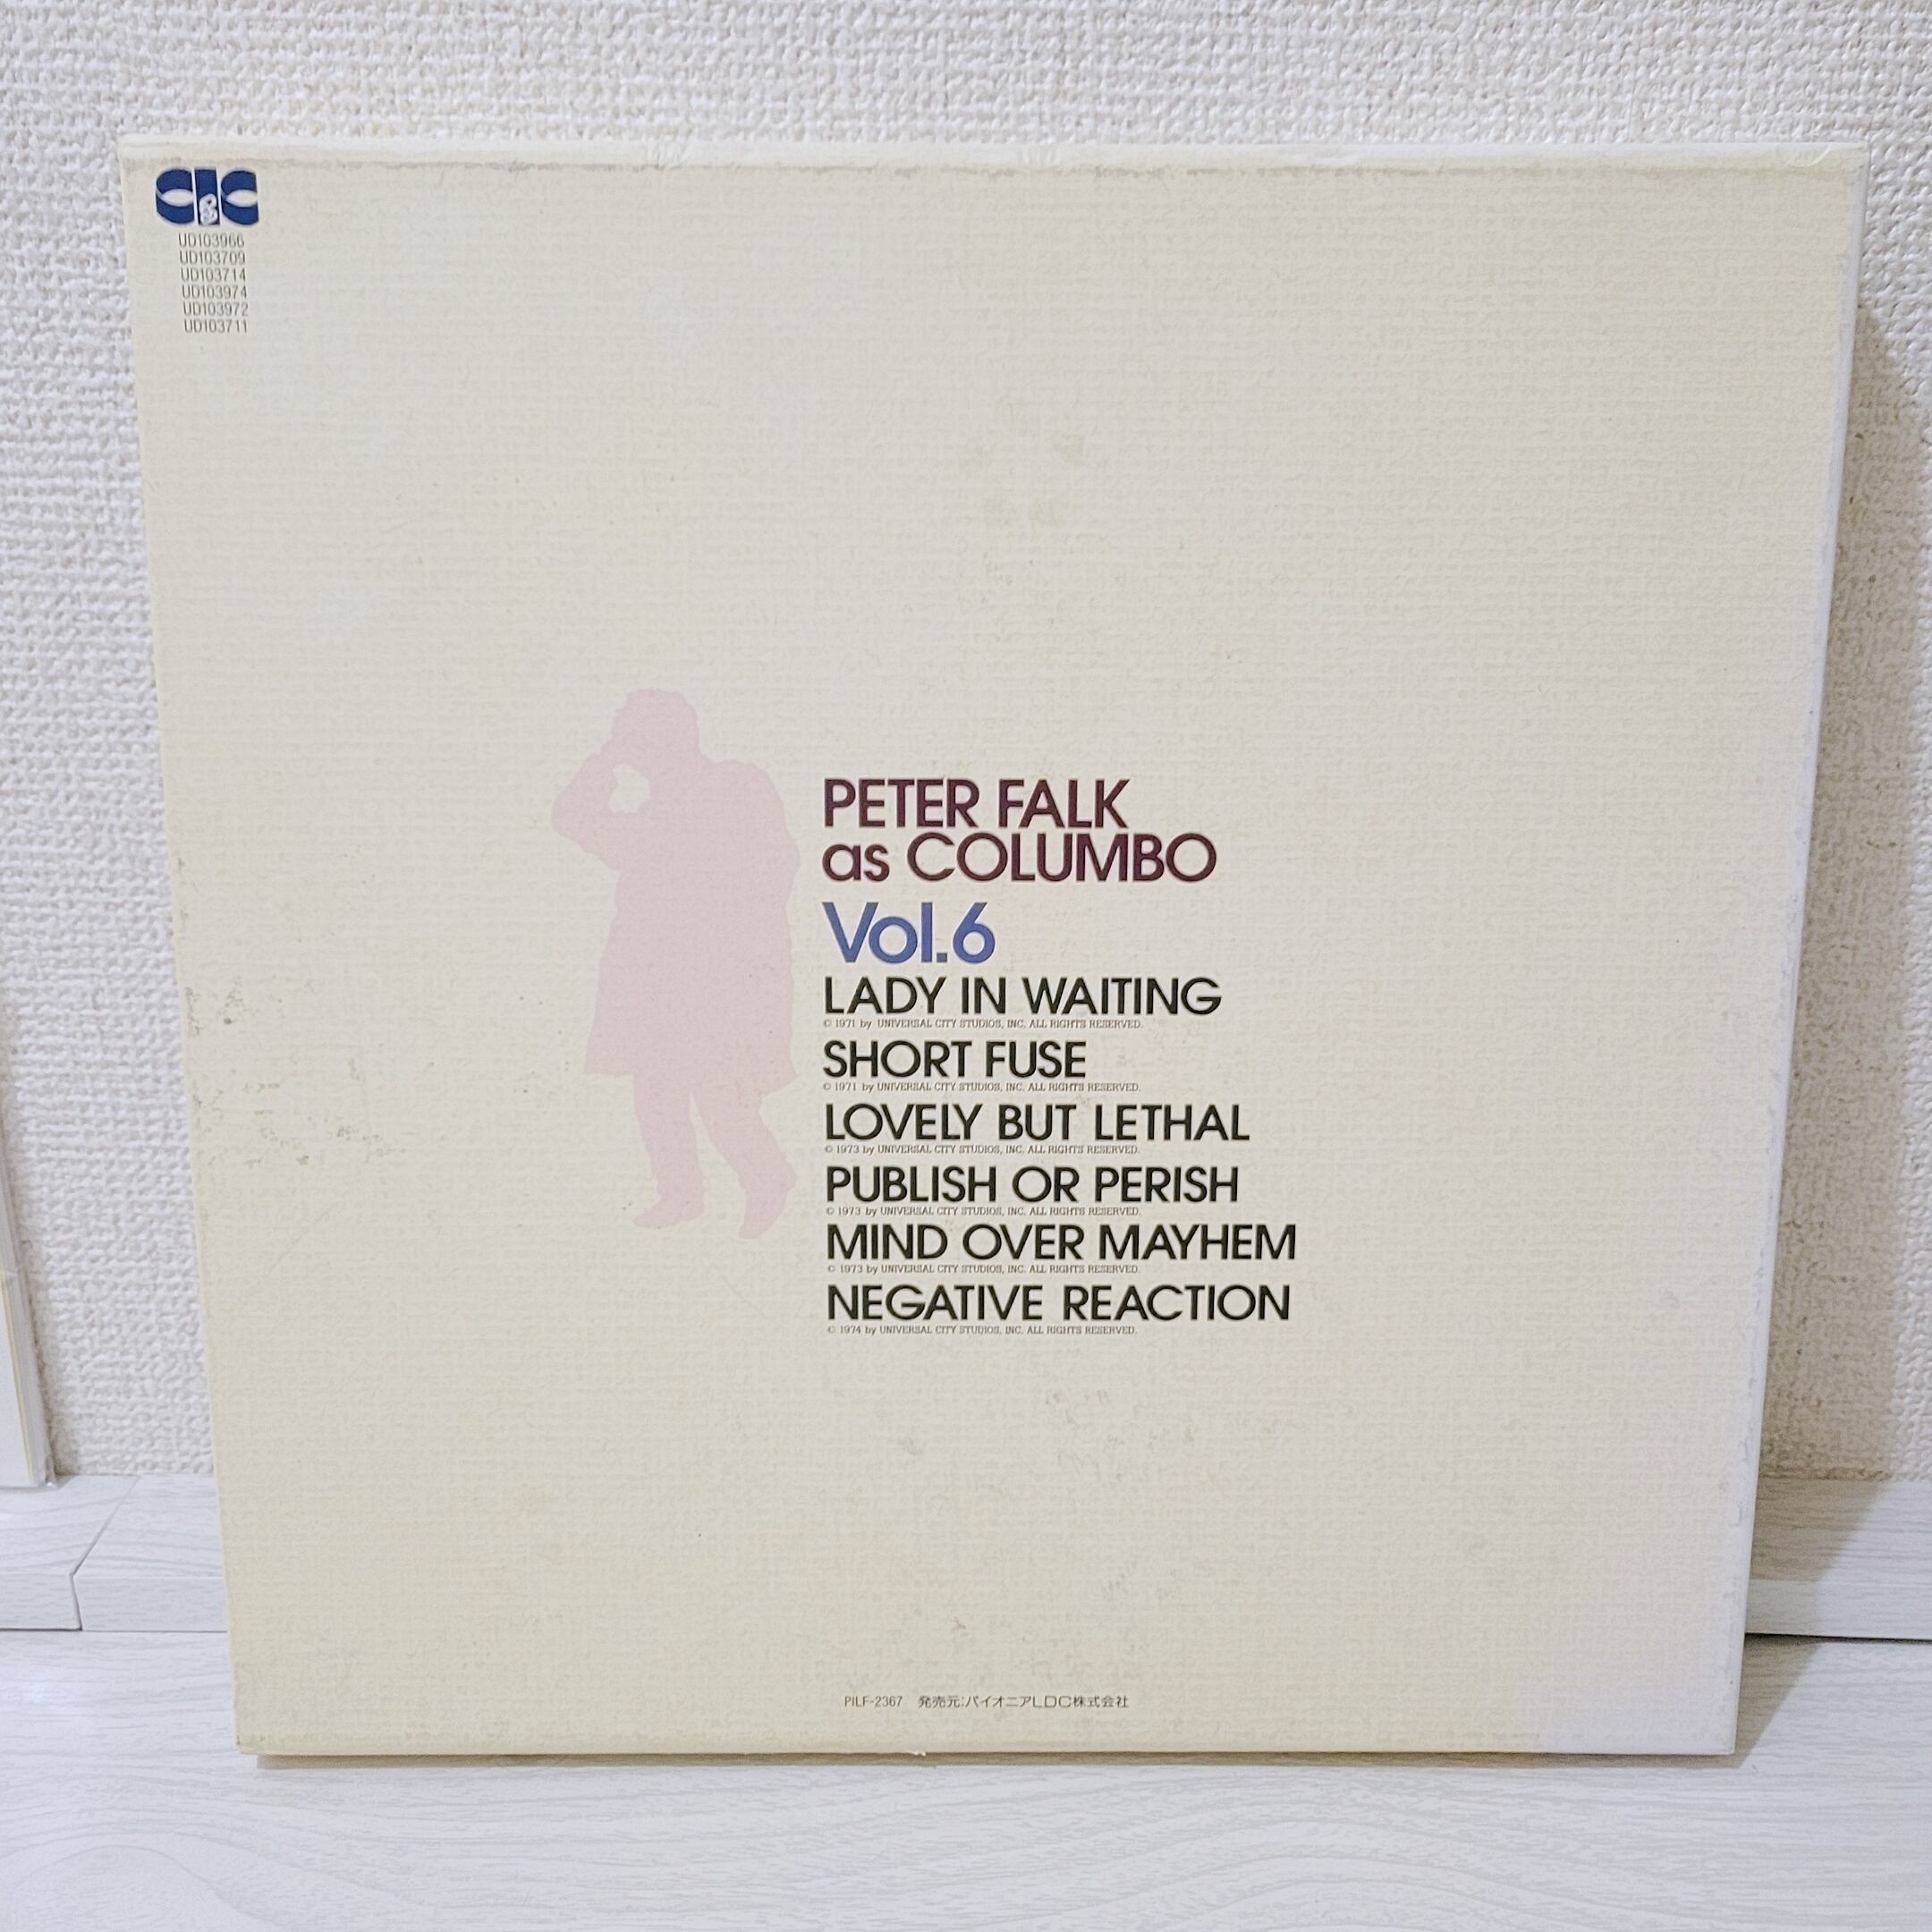 CIC
UD103966
UD103709
UD103714
UD103974
UD103972
UD103711
PETER FALK
as COLUMBO
Vol.6
LADY IN WAITING
© 1971 by UNIVERSAL CITY STUDIOS, INC. ALL RIGHTS RESERVED.
SHORT FUSE
© 1971 by UNIVERSAL CITY STUDIOS, INC. ALL RIGHTS RESERVED.
LOVELY BUT LETHAL
© 1973 by UNIVERSAL CITY STUDIOS, INC. ALL RIGHTS RESERVED.
PUBLISH OR PERISH
© 1973 by UNIVERSAL CITY STUDIOS, INC. ALL RIGHTS RESERVED.
MIND OVER MAYHEM
© 1973 by UNIVERSAL CITY STUDIOS, INC. ALL RIGHTS RESERVED.
NEGATIVE REACTION
© 1974 by UNIVERSAL CITY STUDIOS, INC. ALL RIGHTS RESERVED.
PILF-2367 発売元:パイオニアLDC株式会社